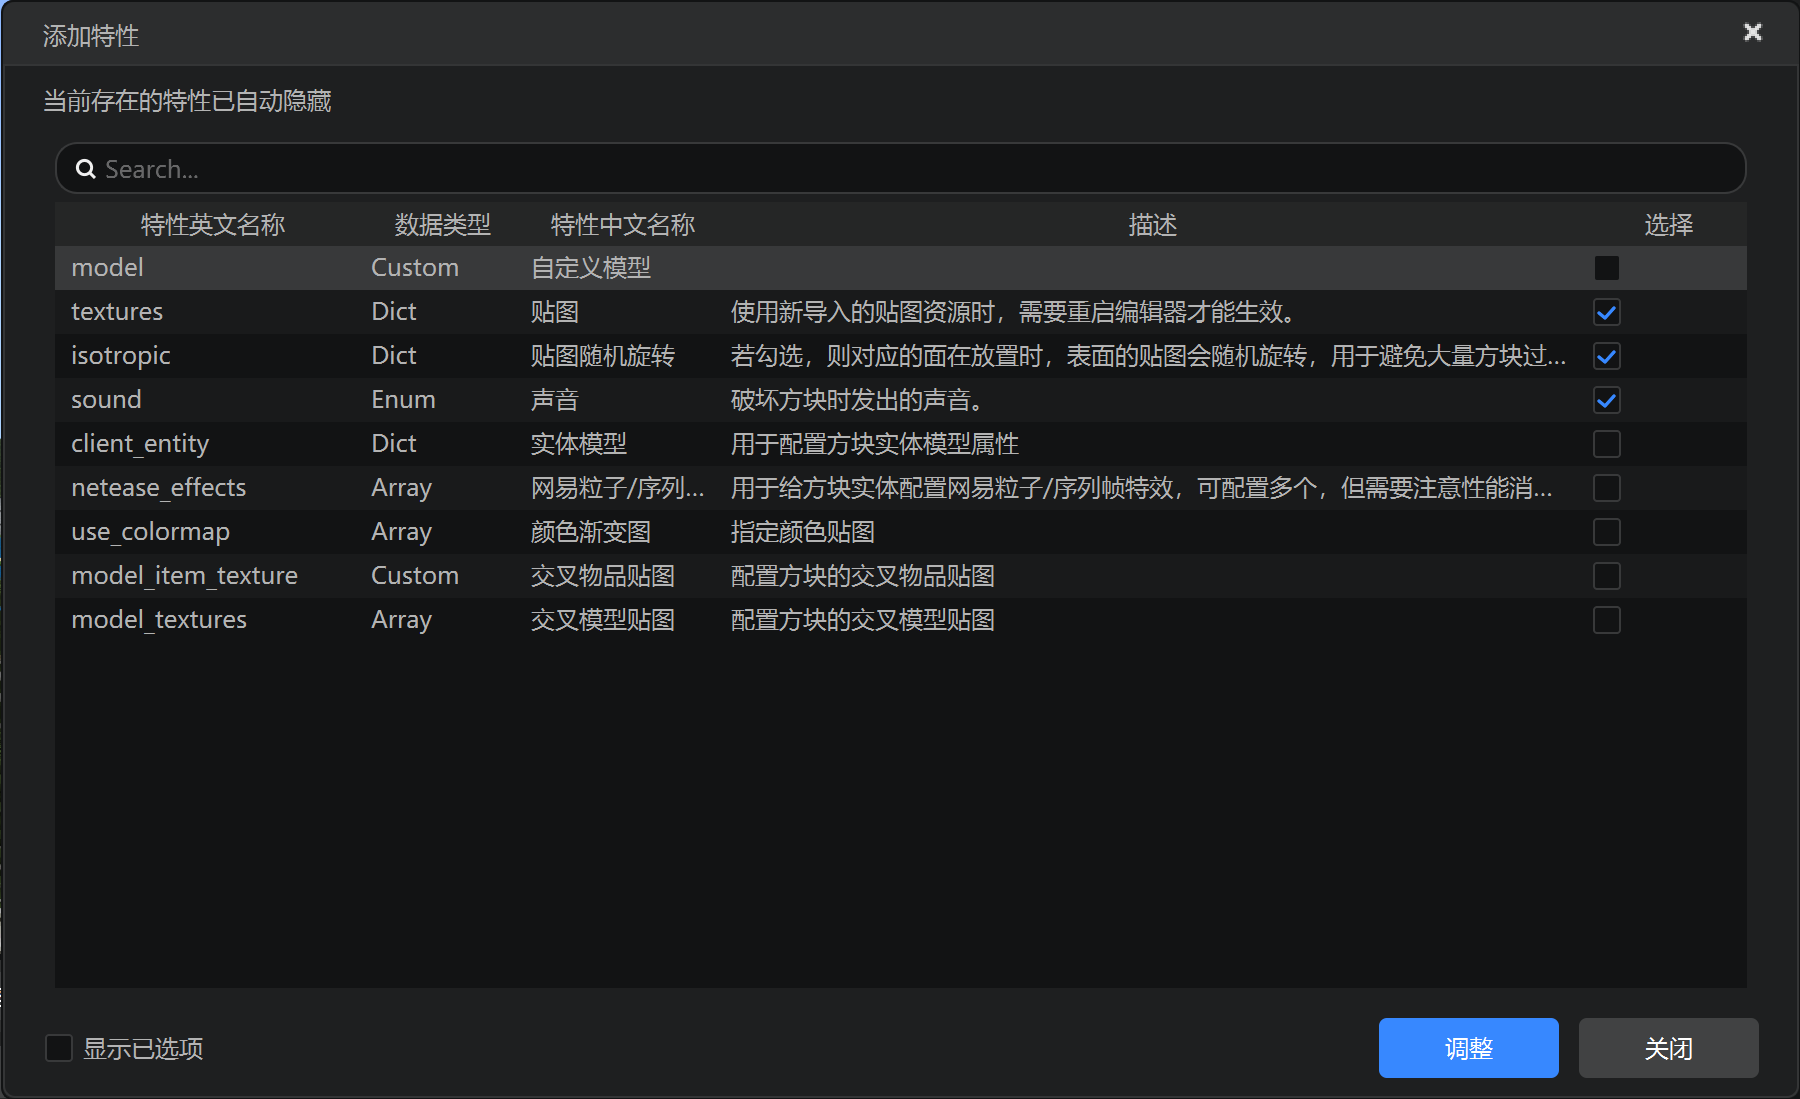 添加特性
当前存在的特性已自动隐藏
Search...
特性英文名称 数据类型 特性中文名称 描述 选择
model Custom 自定义模型
textures Dict 贴图 使用新导入的贴图资源时，需要重启编辑器才能生效。
isotropic Dict 贴图随机旋转 若勾选，则对应的面在放置时，表面的贴图会随机旋转，用于避免大量方块过...
sound Enum 声音 破坏方块时发出的声音。
client_entity Dict 实体模型 用于配置方块实体模型属性
netease_effects Array 网易粒子/序列... 用于给方块实体配置网易粒子/序列帧特效，可配置多个，但需要注意性能消...
use_colormap Array 颜色渐变图 指定颜色贴图
model_item_texture Custom 交叉物品贴图 配置方块的交叉物品贴图
model_textures Array 交叉模型贴图 配置方块的交叉模型贴图
显示已选项 调整 关闭